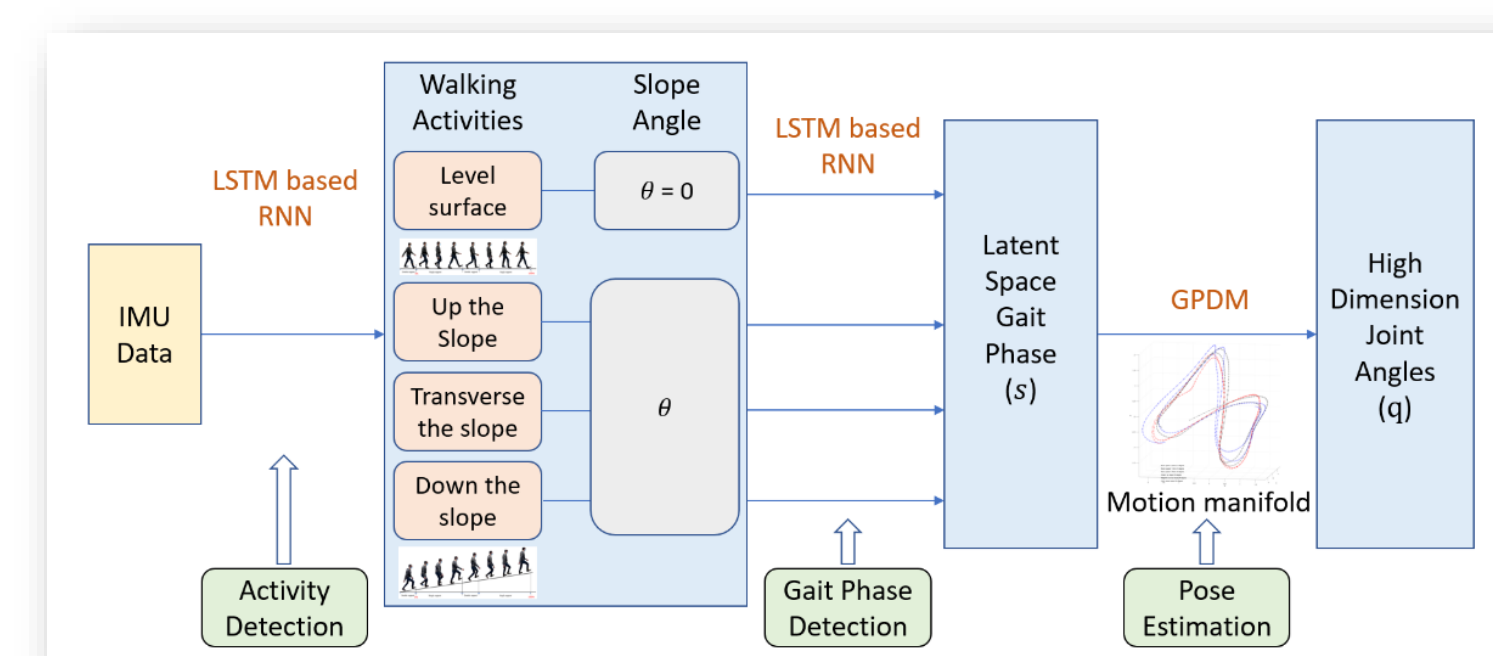 Walking
Activities
Slope
Angle
LSTM based
RNN
LSTM based
RNN
Level
surface
θ = 0
IMU
Data
Up the
Slope
Transverse
the slope
Down the
slope
θ
Latent
Space
Gait
Phase
(s)
GPDM
Motion manifold
High
Dimension
Joint
Angles
(q)
Activity
Detection
Gait Phase
Detection
Pose
Estimation